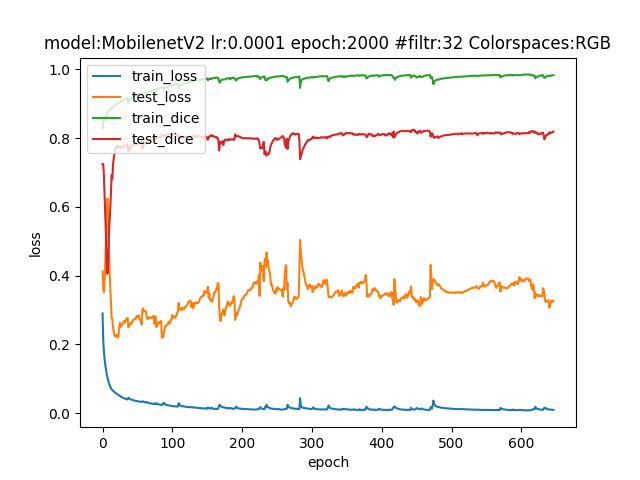 model:MobilenetV2 lr:0.0001 epoch:2000 #filtr:32 Colorspaces:RGB
train_loss
test_loss
train_dice
test_dice
1.0
0.8
0.6
0.4
0.2
0.0
loss
0 100 200 300 400 500 600
epoch